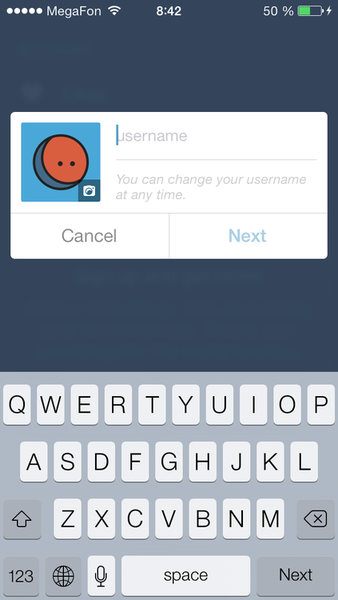 MegaFon 8:42 50 %
username
You can change your username
at any time.
Cancel Next
Q W E R T Y U I O P
A S D F G H J K L
Z X C V B N M
123 space Next